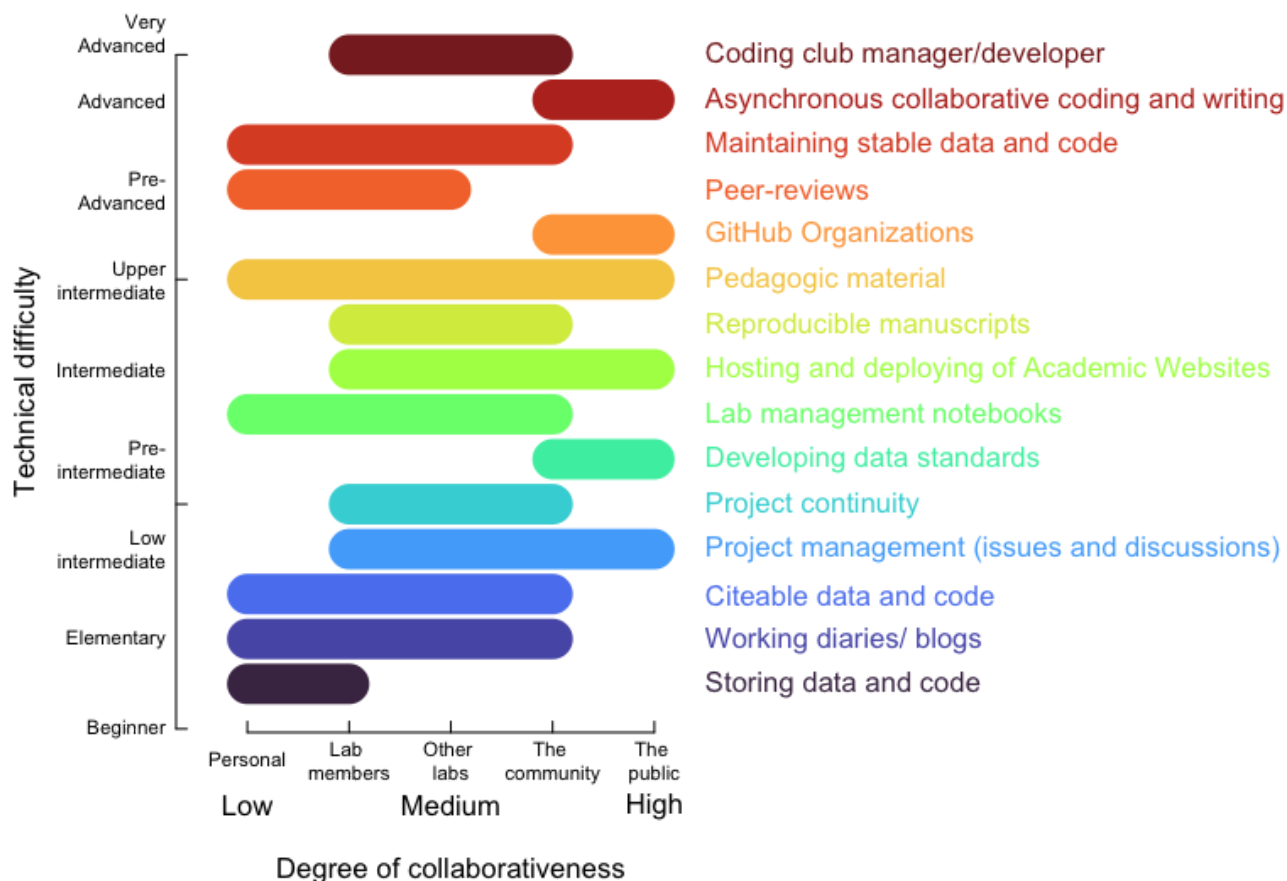 Very
Advanced
Coding club manager/developer
Advanced
Asynchronous collaborative coding and writing
Maintaining stable data and code
Pre-
Advanced
Peer-reviews
GitHub Organizations
Upper
intermediate
Pedagogic material
Reproducible manuscripts
Intermediate
Hosting and deploying of Academic Websites
Lab management notebooks
Pre-
intermediate
Developing data standards
Project continuity
Low
intermediate
Project management (issues and discussions)
Citeable data and code
Elementary
Working diaries/ blogs
Storing data and code
Beginner
Technical difficulty
Personal
Lab
members
Other
labs
The
community
The
public
Low
Medium
High
Degree of collaborativeness